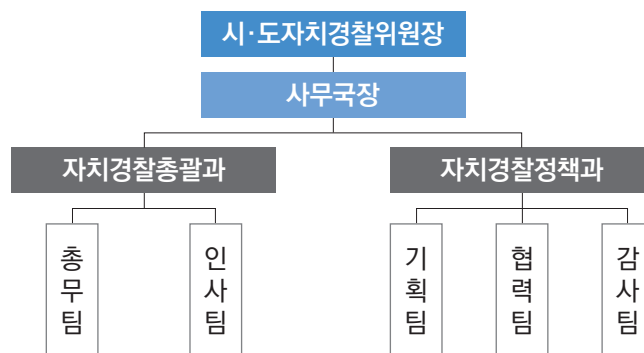 시·도자치경찰위원장
사무국장
자치경찰총괄과
자치경찰정책과
총무팀
인사팀
기획팀
협력팀
감사팀